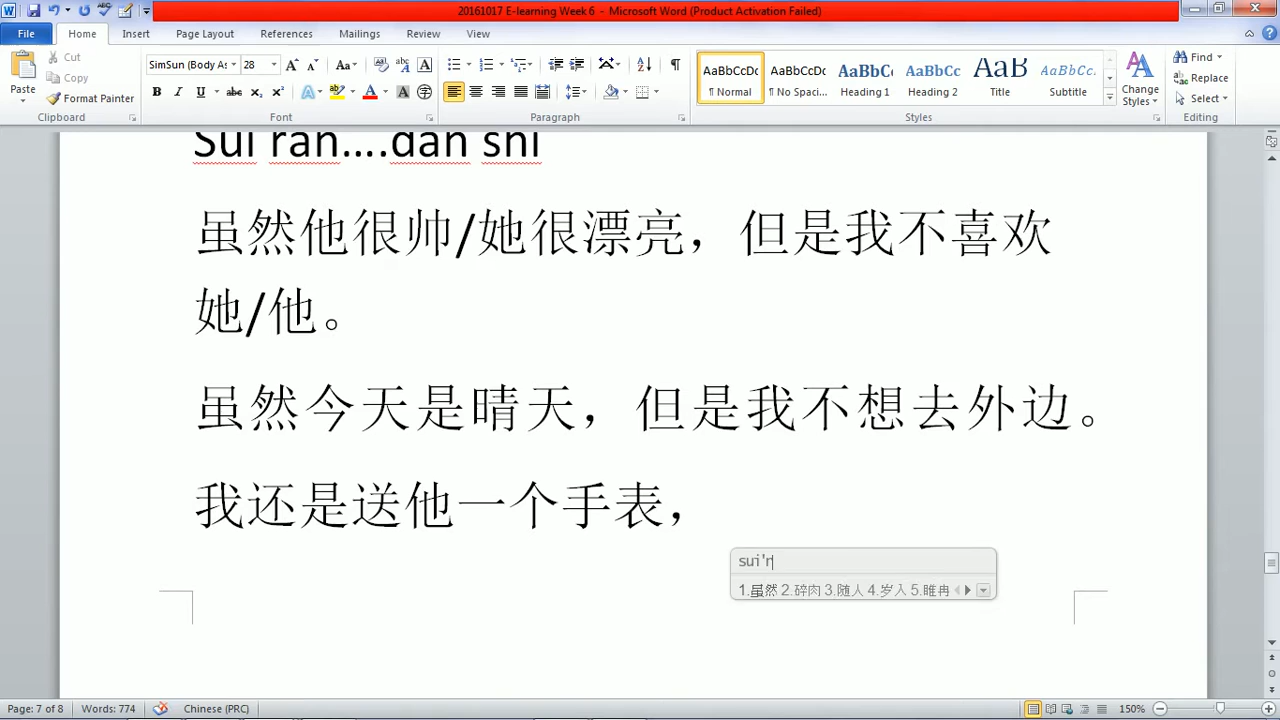 20161017 E-learning Week 6 - Microsoft Word (Product Activation Failed)
File Home Insert Page Layout References Mailings Review View
Paste Cut Copy Format Painter Clipboard
SimSun (Body As 28 Aa Font
Paragraph
AaBbCcDc AaBbCcDc AaBbC AaBbCc AaB AaBbCc
Normal No Spaci... Heading 1 Heading 2 Title Subtitle
Change Styles Styles
Find Replace Select Editing
Sui ran....dan shi
虽然他很帅/她很漂亮，但是我不喜欢
她/他。
虽然今天是晴天，但是我不想去外边。
我还是送他一个手表，
sui'r
1.虽然 2.碎肉 3.随人 4.岁入 5.睢冉
Page: 7 of 8 Words: 774 Chinese (PRC) 150%